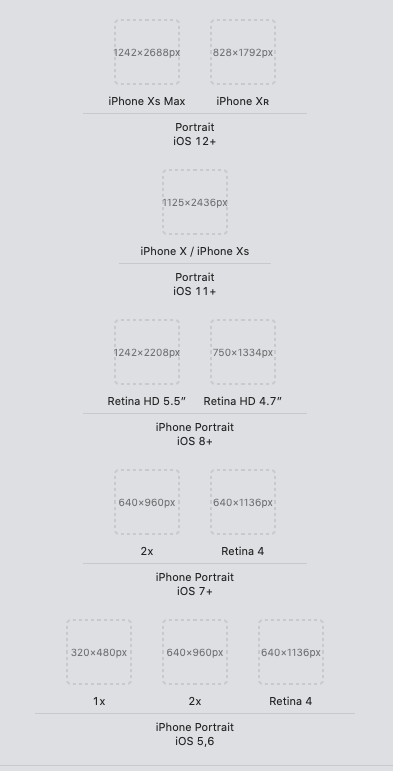 1242×2688px 828×1792px
iPhone Xs Max iPhone Xʀ
Portrait
iOS 12+
1125×2436px
iPhone X / iPhone Xs
Portrait
iOS 11+
1242×2208px 750×1334px
Retina HD 5.5″ Retina HD 4.7″
iPhone Portrait
iOS 8+
640×960px 640×1136px
2x Retina 4
iPhone Portrait
iOS 7+
320×480px 640×960px 640×1136px
1x 2x Retina 4
iPhone Portrait
iOS 5,6